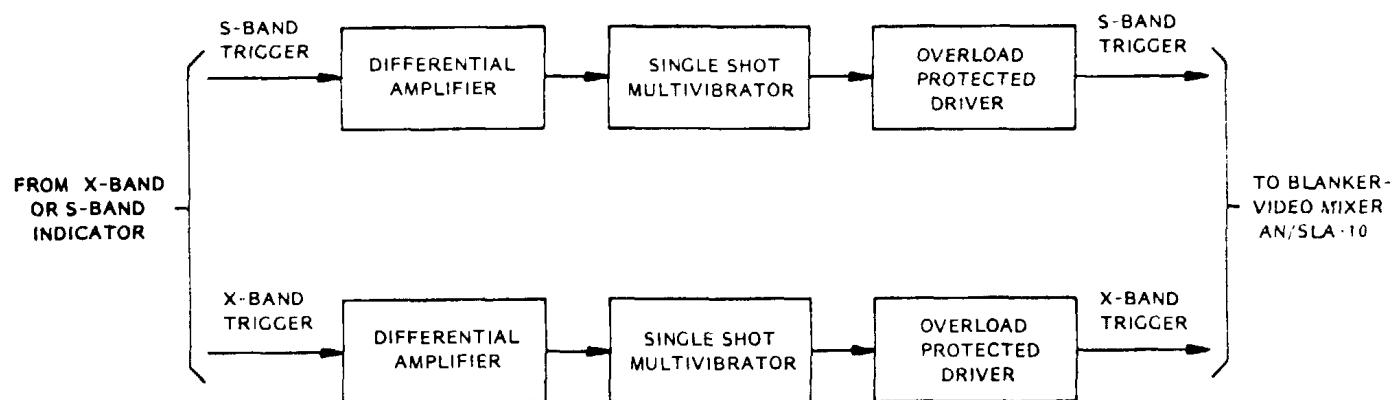 S-BAND
TRIGGER
DIFFERENTIAL
AMPLIFIER
SINGLE SHOT
MULTIVIBRATOR
OVERLOAD
PROTECTED
DRIVER
S-BAND
TRIGGER
FROM X-BAND
OR S-BAND
INDICATOR
TO BLANKER-
VIDEO MIXER
AN/SLA-10
X-BAND
TRIGGER
DIFFERENTIAL
AMPLIFIER
SINGLE SHOT
MULTIVIBRATOR
OVERLOAD
PROTECTED
DRIVER
X-BAND
TRIGGER